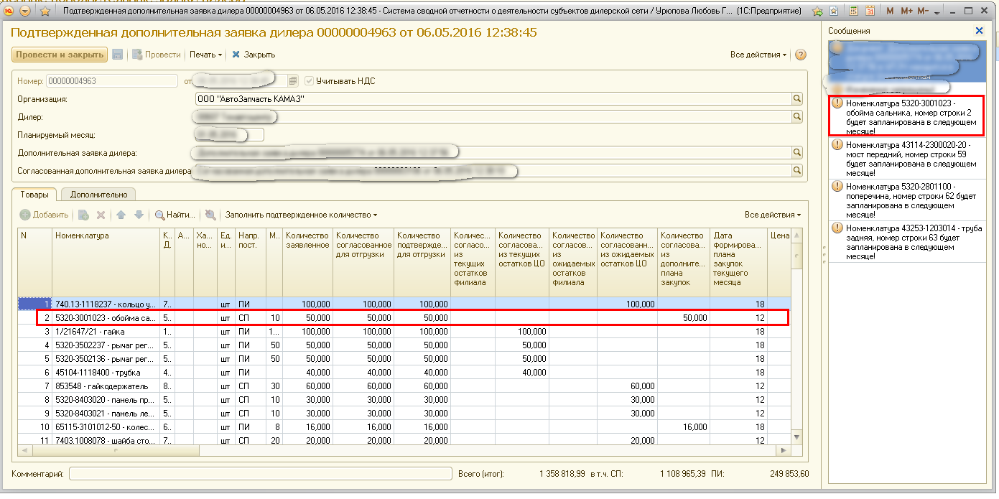 Подтвержденная дополнительная заявка дилера 00000004963 от 06.05.2016 12:38:45 - Система сводной отчетности о деятельности субъектов дилерской сети / Урюпова Любовь Г... (1С:Предприятие)
M M+ M-
31
Подтвержденная дополнительная заявка дилера 00000004963 от 06.05.2016 12:38:45
Провести и закрыть Провести Печать Закрыть Все действия
Номер: 00000004963 от Учитывать НДС
Организация: ООО "АвтоЗапчасть КАМАЗ"
Дилер:
Планируемый месяц:
Дополнительная заявка дилера:
Согласованная дополнительная заявка дилера
Товары Дополнительно
Добавить Найти... Заполнить подтвержденное количество Все действия
N Номенклатура К.. А... Ха... Ед. Напр. М.. Количество Количество Количество Количес... Количество Количество Количество Количество Дата Цена
Д. но... и... пост. заявленное согласованное подтвержде... согласо... согласова... согласов... согласованн... согласова... формирова...
для отгрузки для отгрузки из из текущих из из ожидаемых из плана
текущих остатков ЦО ожидаемых остатков ЦО дополните... закупок
остатков остатков плана текущего
филиала филиала закупок месяца
1 740.13-1118237 - кольцо у... 7.. шт ПИ 100,000 100,000 100,000 100,000 18
2 5320-3001023 - обойма са... 5.. шт СП 10 50,000 50,000 50,000 50,000 12
3 1/21647/21 - гайка 1.. шт ПИ 1... 100,000 100,000 100,000 100,000 18
4 5320-3502237 - рычаг рег... 5.. шт ПИ 50 50,000 50,000 50,000 50,000 18
5 5320-3502136 - рычаг рег... 5.. шт ПИ 50 50,000 50,000 50,000 50,000 18
6 45104-1118400 - трубка 4.. шт ПИ 40,000 40,000 40,000 40,000 18
7 853548 - гайкодержатель 8.. шт СП 30 60,000 60,000 60,000 60,000 12
8 5320-8403020 - панель пр... 5.. шт СП 10 30,000 30,000 30,000 30,000 12
9 5320-8403021 - панель ле... 5.. шт СП 10 30,000 30,000 30,000 30,000 12
10 65115-3101012-50 - колес... 6.. шт ПИ 8 16,000 16,000 16,000 16,000 18
11 7403.1008078 - шайба сто... 7.. шт СП 20 20,000 20,000 20,000 20,000 12
Комментарий: Всего (итог): 1 358 818,99 в т.ч. СП: 1 108 965,39 ПИ: 249 853,60
Сообщения
Номенклатура 5320-3001023 -
обойма сальника, номер строки 2
будет запланирована в следующем
месяце!
Номенклатура 43114-2300020-20 -
мост передний, номер строки 59
будет запланирована в следующем
месяце!
Номенклатура 5320-2801100 -
поперечина, номер строки 62 будет
запланирована в следующем
месяце!
Номенклатура 43253-1203014 - труба
задняя, номер строки 63 будет
запланирована в следующем
месяце!